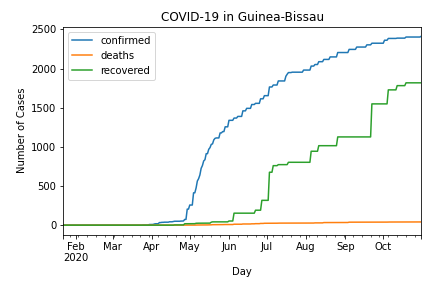 COVID-19 in Guinea-Bissau
confirmed
deaths
recovered
Number of Cases
2500
2000
1500
1000
500
0
Feb Mar Apr May Jun Jul Aug Sep Oct
2020
Day